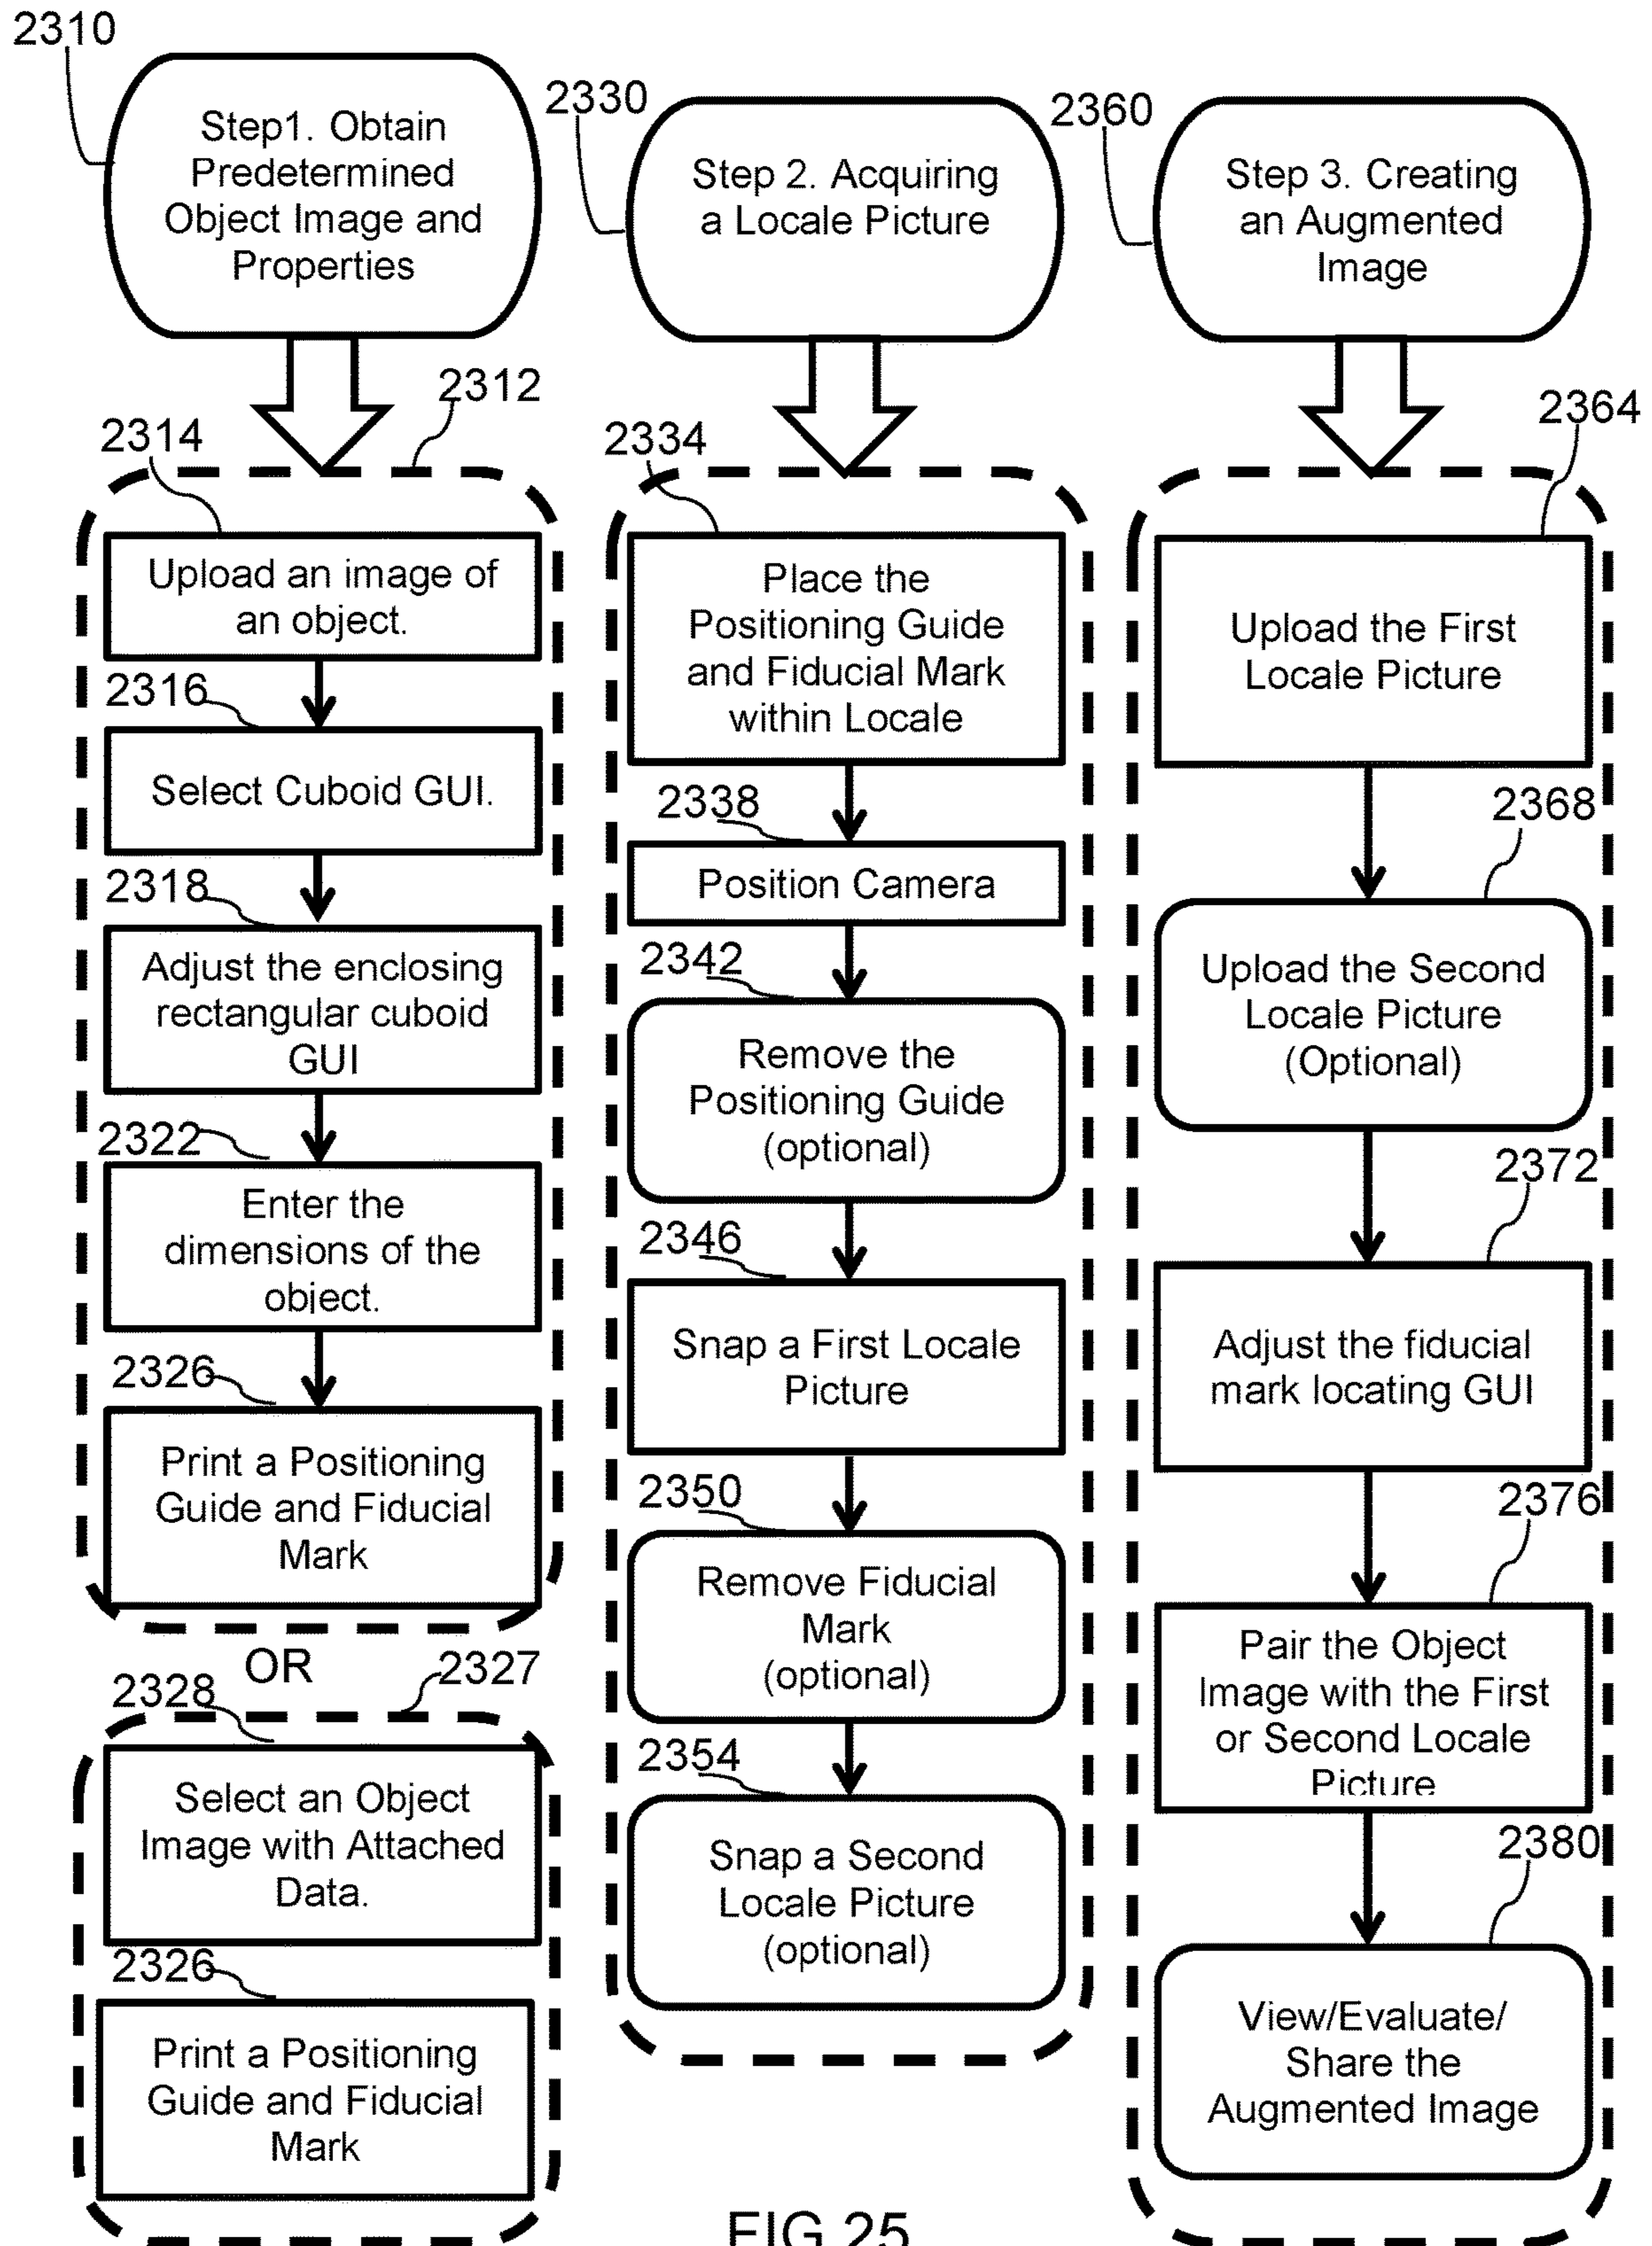 2310
Step1. Obtain
Predetermined
Object Image and
Properties
2312
2314
Upload an image of
an object.
2316
Select Cuboid GUI.
2318
Adjust the enclosing
rectangular cuboid
GUI
2322
Enter the
dimensions of the
object.
2326
Print a Positioning
Guide and Fiducial
Mark
OR
2327
2328
Select an Object
Image with Attached
Data.
2326
Print a Positioning
Guide and Fiducial
Mark
2330
Step 2. Acquiring
a Locale Picture
2334
Place the
Positioning Guide
and Fiducial Mark
within Locale
2338
Position Camera
2342
Remove the
Positioning Guide
(optional)
2346
Snap a First Locale
Picture
2350
Remove Fiducial
Mark
(optional)
2354
Snap a Second
Locale Picture
(optional)
2360
Step 3. Creating
an Augmented
Image
2364
Upload the First
Locale Picture
2368
Upload the Second
Locale Picture
(Optional)
2372
Adjust the fiducial
mark locating GUI
2376
Pair the Object
Image with the First
or Second Locale
Picture
2380
View/Evaluate/
Share the
Augmented Image
FIG 25